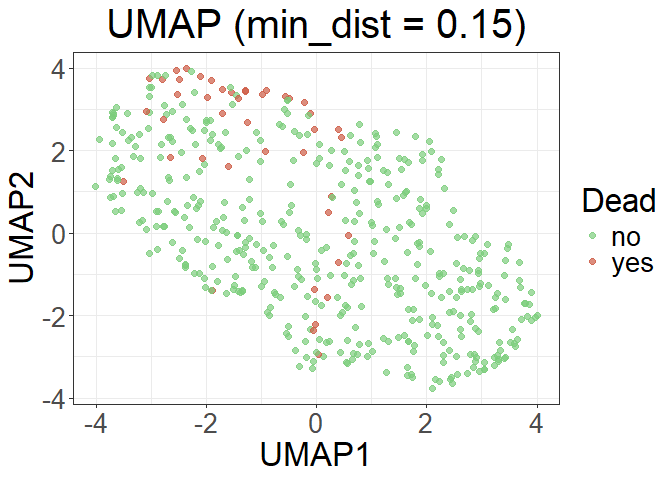 UMAP (min_dist = 0.15)
4
2
0
-2
-4
UMAP2
-4
-2
0
2
4
UMAP1
Dead
no
yes